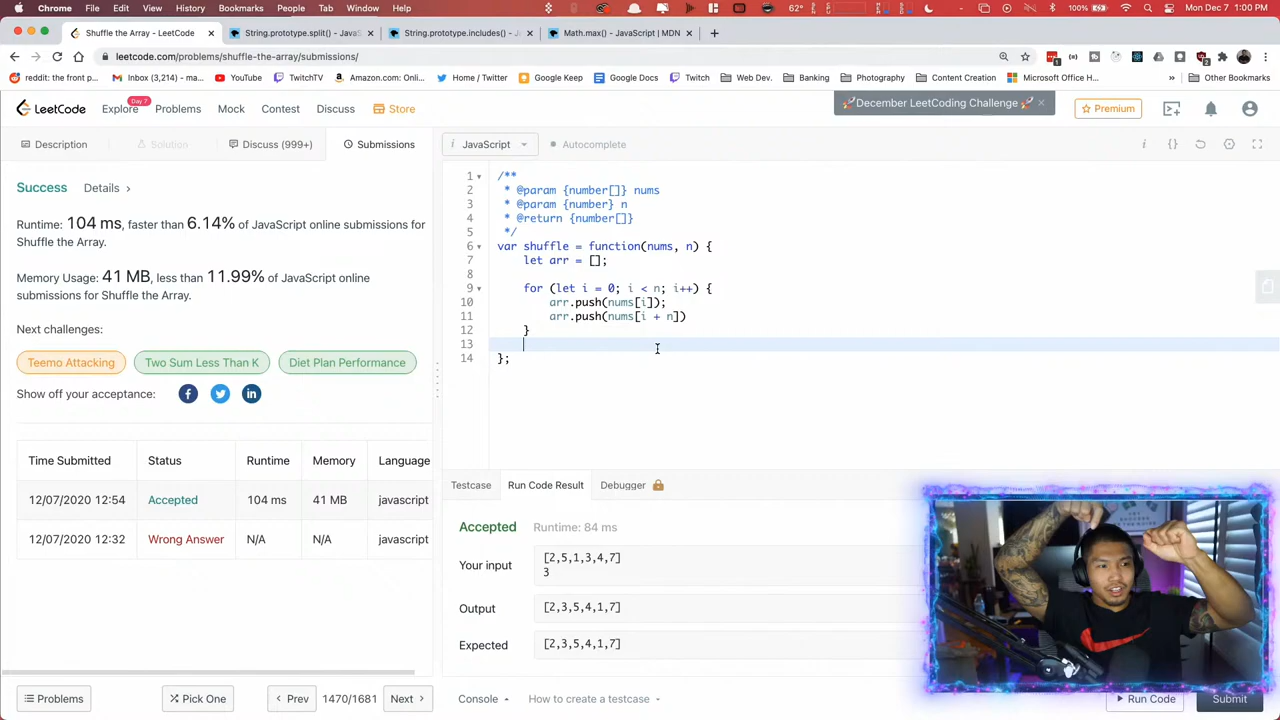 Chrome File Edit View History Bookmarks People Tab Window Help
62° 100% Mon Dec 7 1:00 PM
Shuffle the Array - LeetCode × String.prototype.split() - JavaS × String.prototype.includes() - J × Math.max() - JavaScript | MDN × +
leetcode.com/problems/shuffle-the-array/submissions/
reddit: the front p... Inbox (3,214) - ma... YouTube TwitchTV Amazon.com: Onli... Home / Twitter Google Keep Google Docs Twitch Web Dev. Banking Photography Content Creation Microsoft Office H... » Other Bookmarks
LeetCode Explore Day 7 Problems Mock Contest Discuss Store
🚀December LeetCoding Challenge 🚀 × Premium
Description Solution Discuss (999+) Submissions
i JavaScript Autocomplete
Success Details >
Runtime: 104 ms, faster than 6.14% of JavaScript online submissions for
Shuffle the Array.
Memory Usage: 41 MB, less than 11.99% of JavaScript online
submissions for Shuffle the Array.
Next challenges:
Teemo Attacking Two Sum Less Than K Diet Plan Performance
Show off your acceptance:
Time Submitted Status Runtime Memory Language
12/07/2020 12:54 Accepted 104 ms 41 MB javascript
12/07/2020 12:32 Wrong Answer N/A N/A javascript
1 /**
2 * @param {number[]} nums
3 * @param {number} n
4 * @return {number[]}
5 */
6 var shuffle = function(nums, n) {
7 let arr = [];
8
9 for (let i = 0; i < n; i++) {
10 arr.push(nums[i]);
11 arr.push(nums[i + n])
12 }
13
14 };
Testcase Run Code Result Debugger
Accepted Runtime: 84 ms
Your input
[2,5,1,3,4,7]
3
Output [2,3,5,4,1,7]
Expected [2,3,5,4,1,7]
Problems Pick One < Prev 1470/1681 Next > Console How to create a testcase Run Code Submit